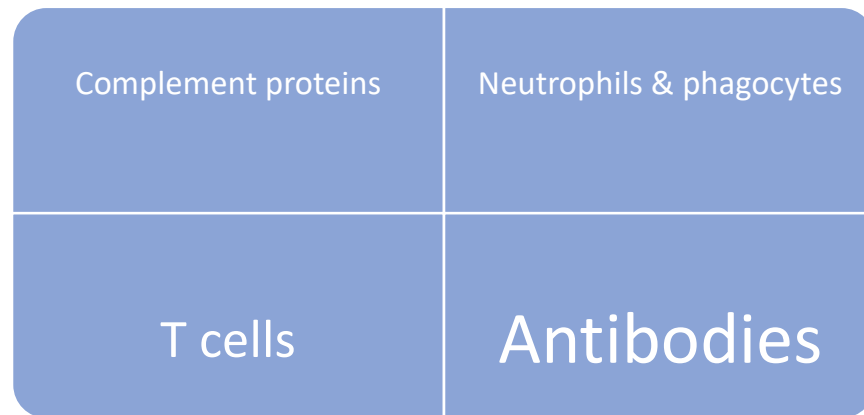 Complement proteins
Neutrophils & phagocytes
T cells
Antibodies